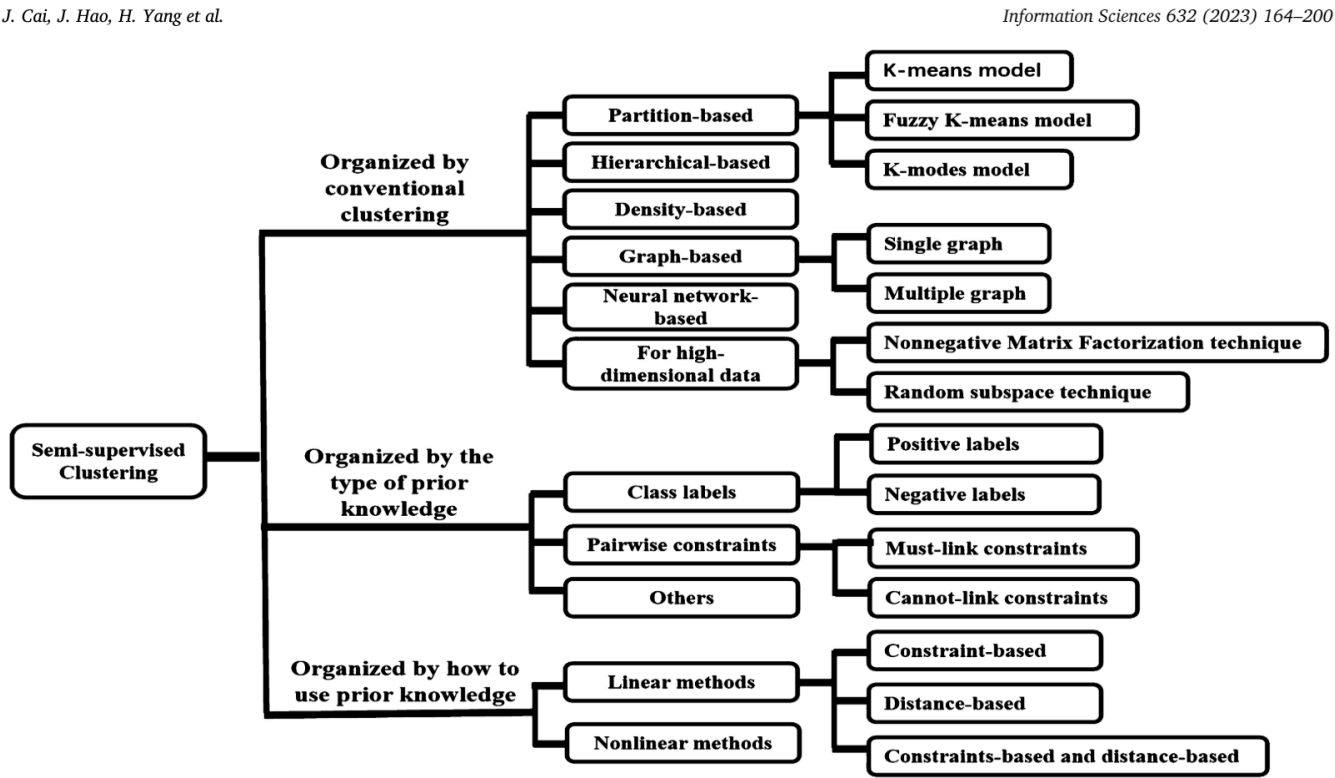 J. Cai, J. Hao, H. Yang et al.
Information Sciences 632 (2023) 164–200
Semi-supervised
Clustering
Organized by
conventional
clustering
Partition-based
K-means model
Fuzzy K-means model
K-modes model
Hierarchical-based
Density-based
Graph-based
Single graph
Multiple graph
Neural network-
based
For high-
dimensional data
Nonnegative Matrix Factorization technique
Random subspace technique
Organized by the
type of prior
knowledge
Class labels
Positive labels
Negative labels
Pairwise constraints
Must-link constraints
Cannot-link constraints
Others
Organized by how to
use prior knowledge
Linear methods
Constraint-based
Distance-based
Constraints-based and distance-based
Nonlinear methods